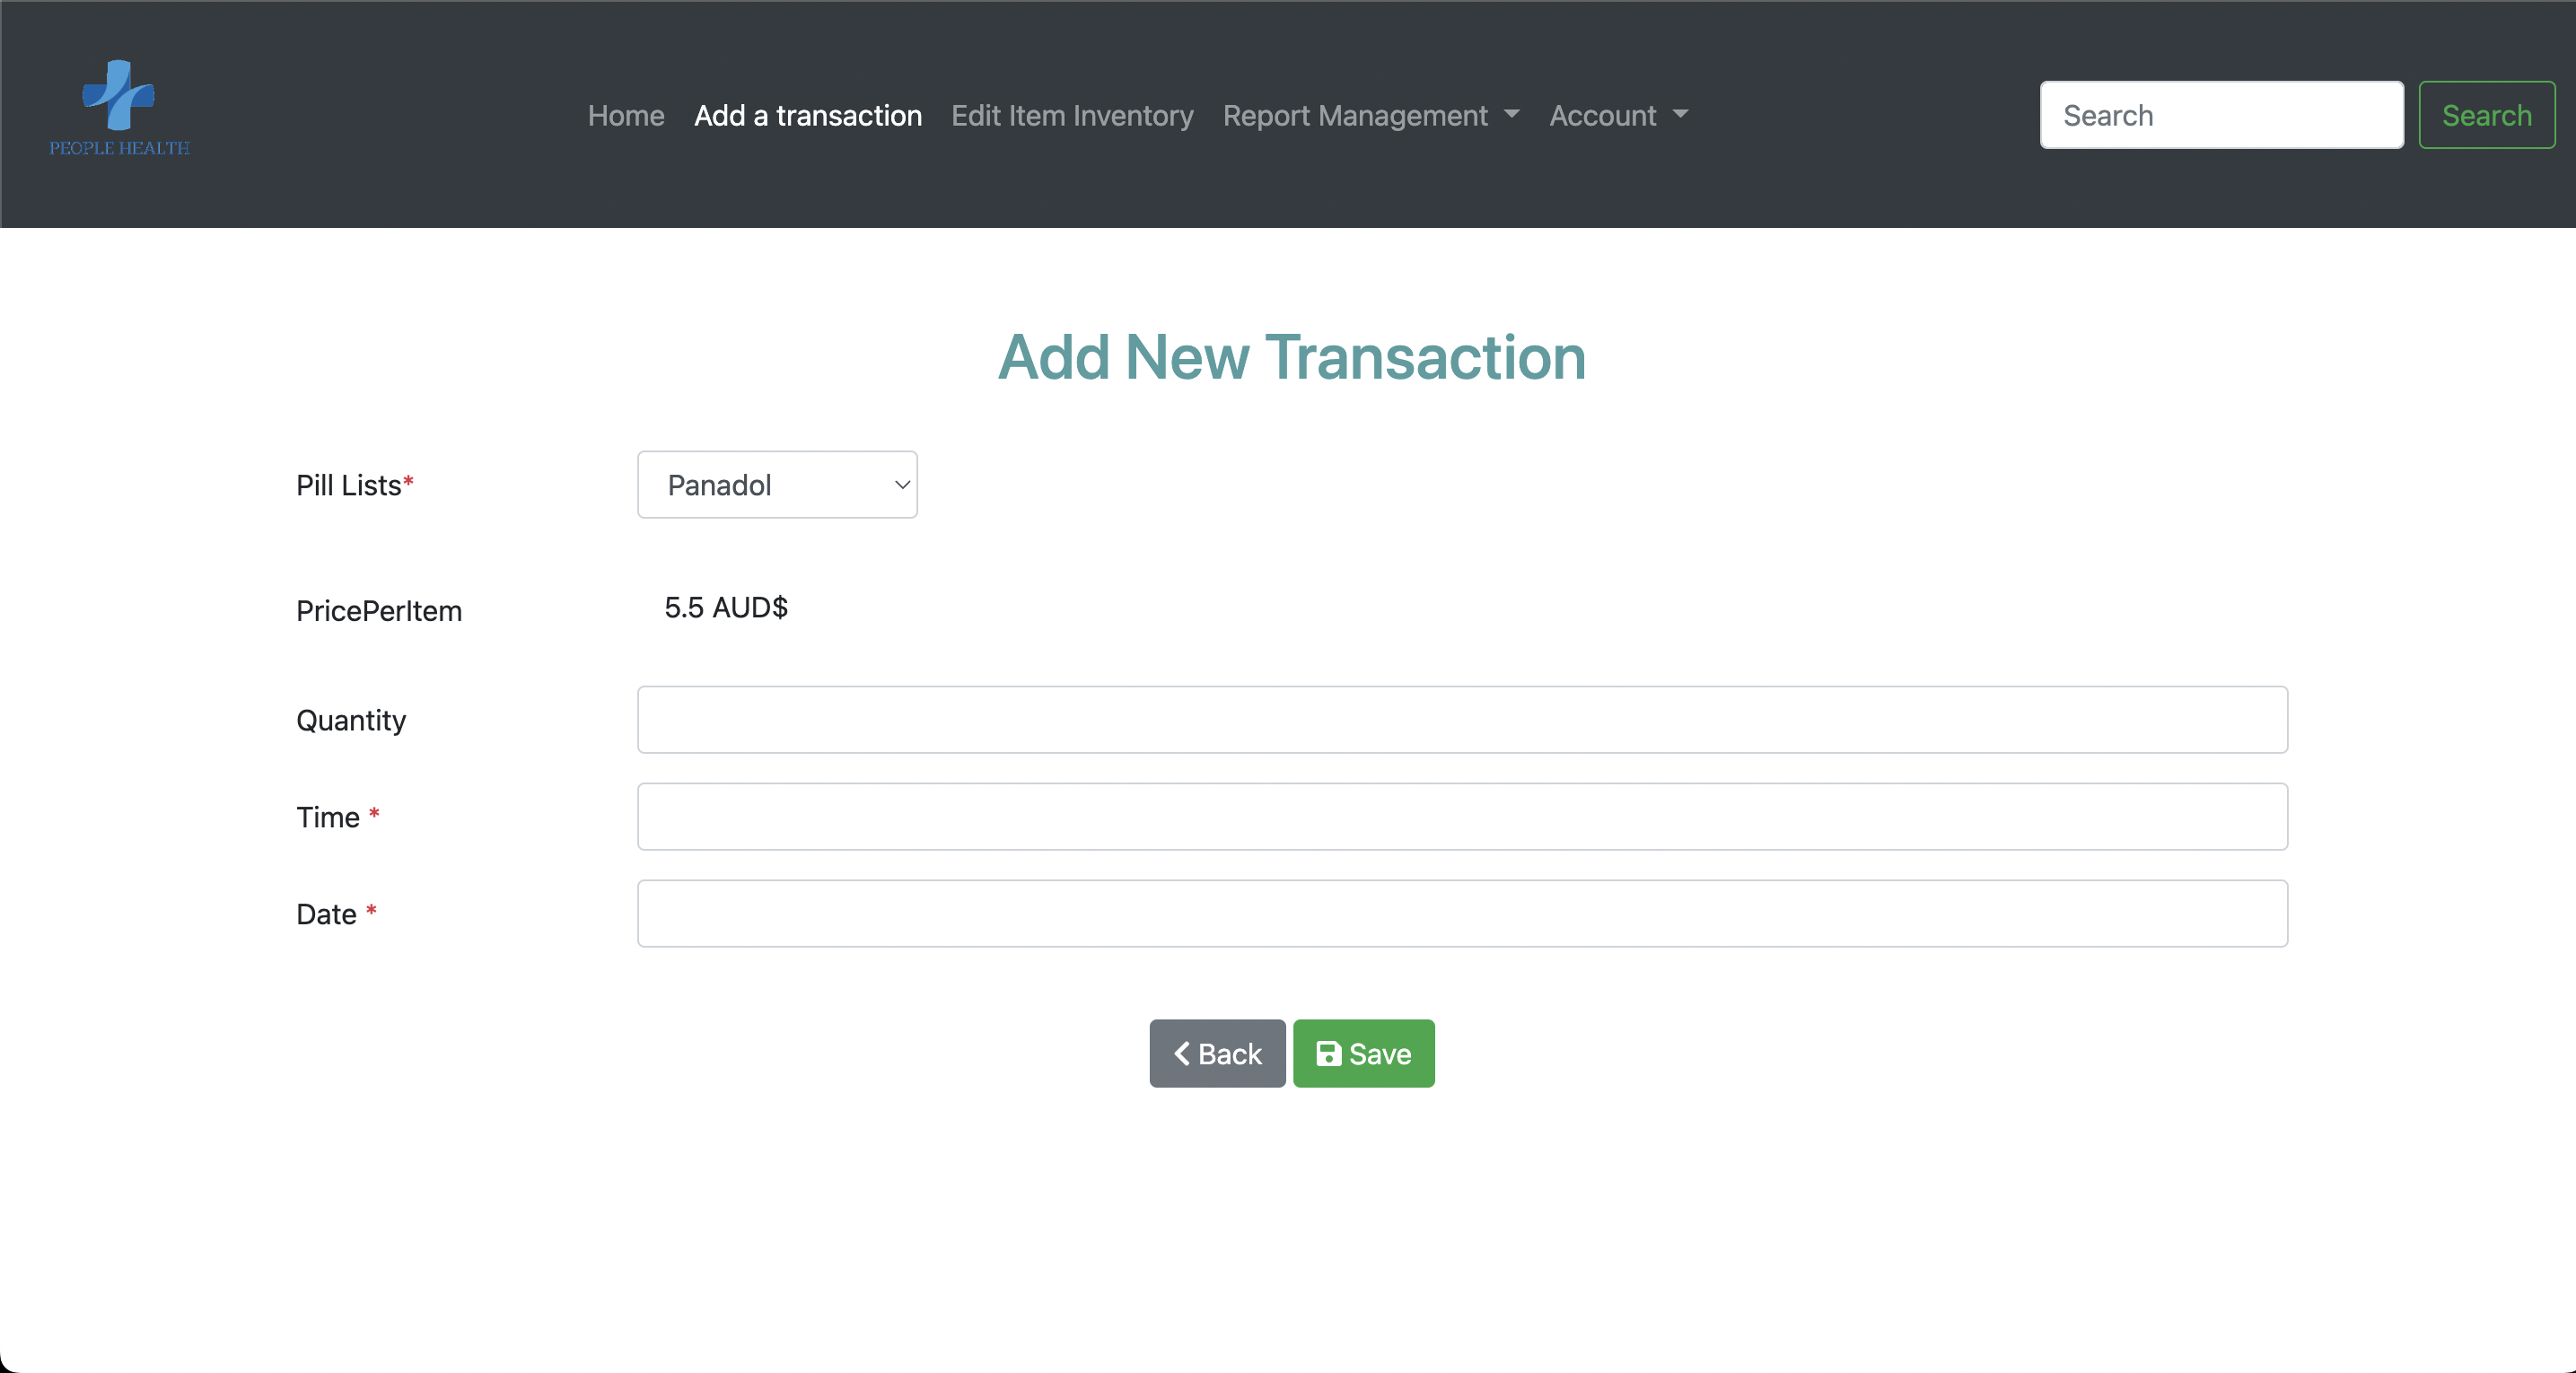 PEOPLE HEALTH
Home Add a transaction Edit Item Inventory Report Management Account Search Search
Add New Transaction
Pill Lists* Panadol
PricePerItem 5.5 AUD$
Quantity
Time *
Date *
Back Save